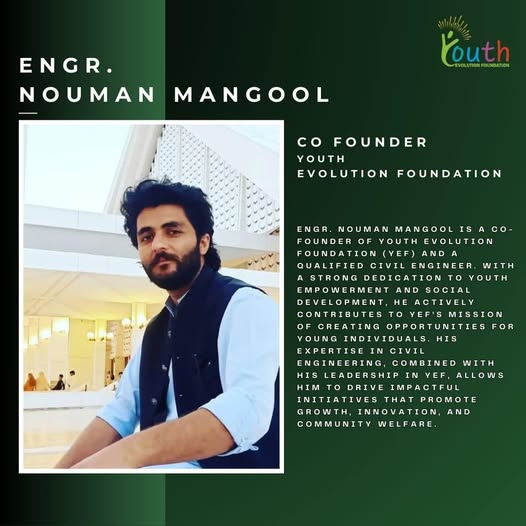 Youth
EVOLUTION FOUNDATION
ENGR.
NOUMAN MANGOOL
CO FOUNDER
YOUTH
EVOLUTION FOUNDATION
ENGR. NOUMAN MANGOOL IS A CO-
FOUNDER OF YOUTH EVOLUTION
FOUNDATION (YEF) AND A
QUALIFIED CIVIL ENGINEER. WITH
A STRONG DEDICATION TO YOUTH
EMPOWERMENT AND SOCIAL
DEVELOPMENT, HE ACTIVELY
CONTRIBUTES TO YEF'S MISSION
OF CREATING OPPORTUNITIES FOR
YOUNG INDIVIDUALS. HIS
EXPERTISE IN CIVIL
ENGINEERING, COMBINED WITH
HIS LEADERSHIP IN YEF, ALLOWS
HIM TO DRIVE IMPACTFUL
INITIATIVES THAT PROMOTE
GROWTH, INNOVATION, AND
COMMUNITY WELFARE.